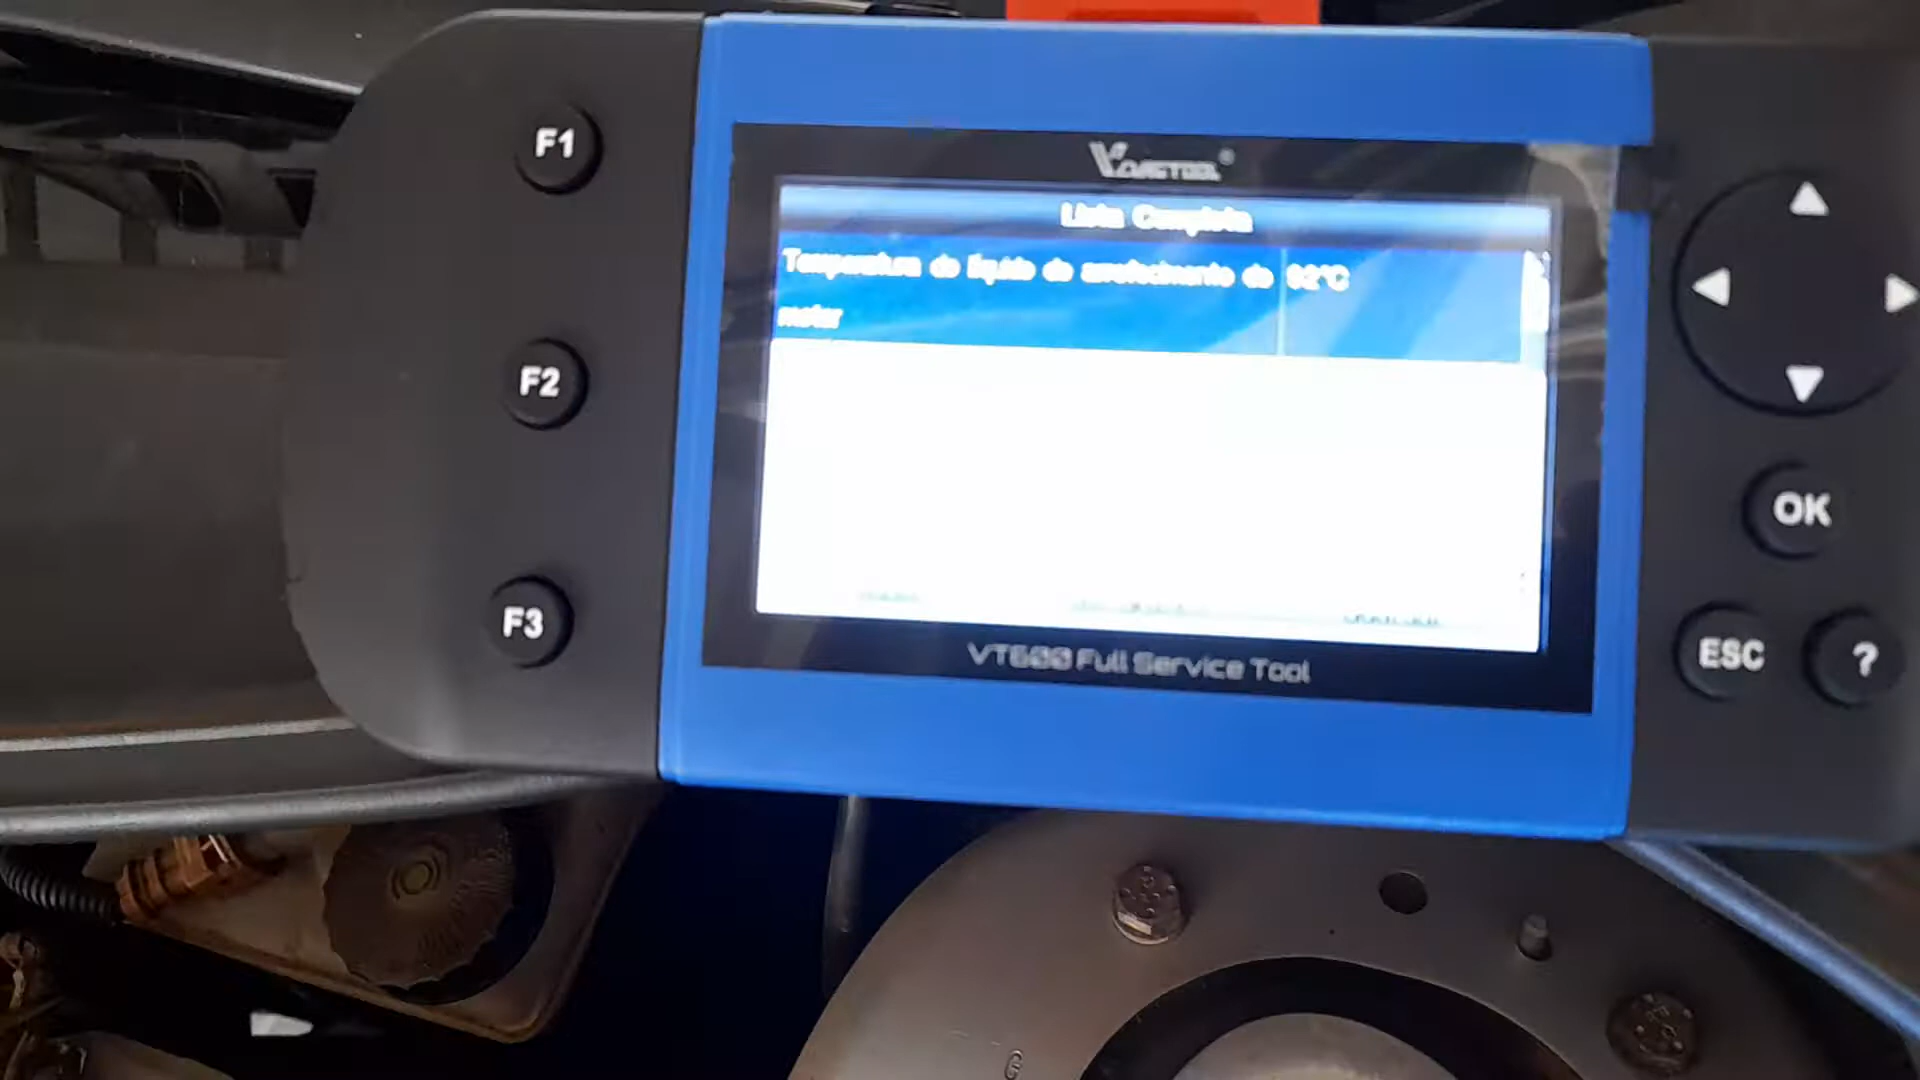 F1
VDIAGTOOL
Lista Completa
Temperatura do líquido de arrefecimento do 92°C
motor
F2
OK
F3
ESC
?
VT600 Full Service Tool